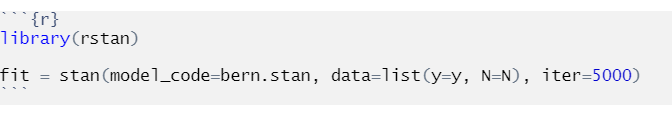 ```{r}
library(rstan)
fit = stan(model_code=bern.stan, data=list(y=y, N=N), iter=5000)
```